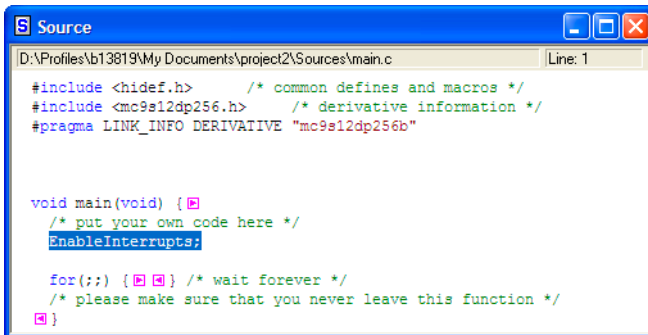 S Source
D:\Profiles\b13819\My Documents\project2\Sources\main.c Line: 1
#include <hidef.h> /* common defines and macros */
#include <mc9s12dp256.h> /* derivative information */
#pragma LINK_INFO DERIVATIVE "mc9s12dp256b"
void main(void) {
/* put your own code here */
EnableInterrupts;
for(;;) { } /* wait forever */
/* please make sure that you never leave this function */
}